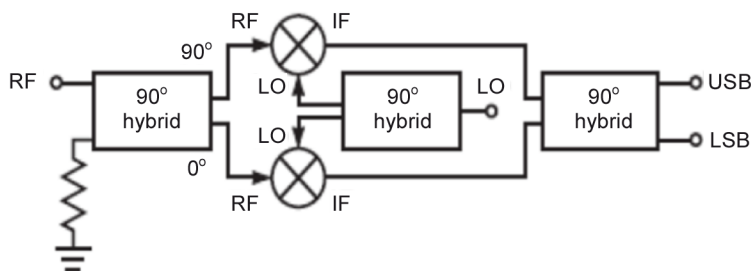 RF IF
90°
RF LO LO USB
90° hybrid
90° hybrid
90° hybrid
LO LSB
0°
RF IF